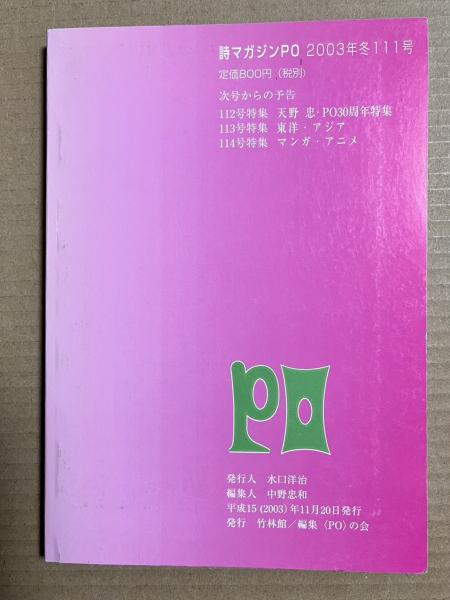 詩マガジンPO 2003年冬111号
定価800円（税別）
次号からの予告
112号特集 天野 忠・PO30周年特集
113号特集 東洋・アジア
114号特集 マンガ・アニメ
PO
発行人 水口洋治
編集人 中野忠和
平成15(2003)年11月20日発行
発行 竹林館／編集〈PO〉の会